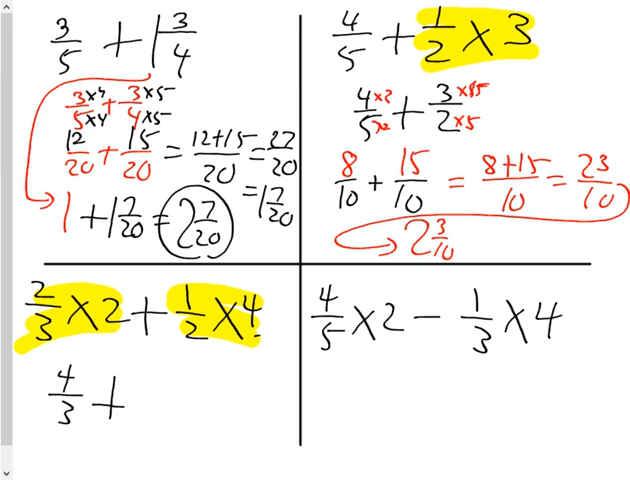 3/5 + 1 3/4
3×4/5×4 + 3×5/4×5
12/20 + 15/20 = 12+15/20 = 27/20
= 1 7/20
1 + 1 7/20 = 2 7/20
4/5 + 1/2 × 3
4×2/5×2 + 3×5/2×5
8/10 + 15/10 = 8+15/10 = 23/10
2 3/10
2/3 × 2 + 1/2 × 4
4/3 +
4/5 × 2 − 1/3 × 4